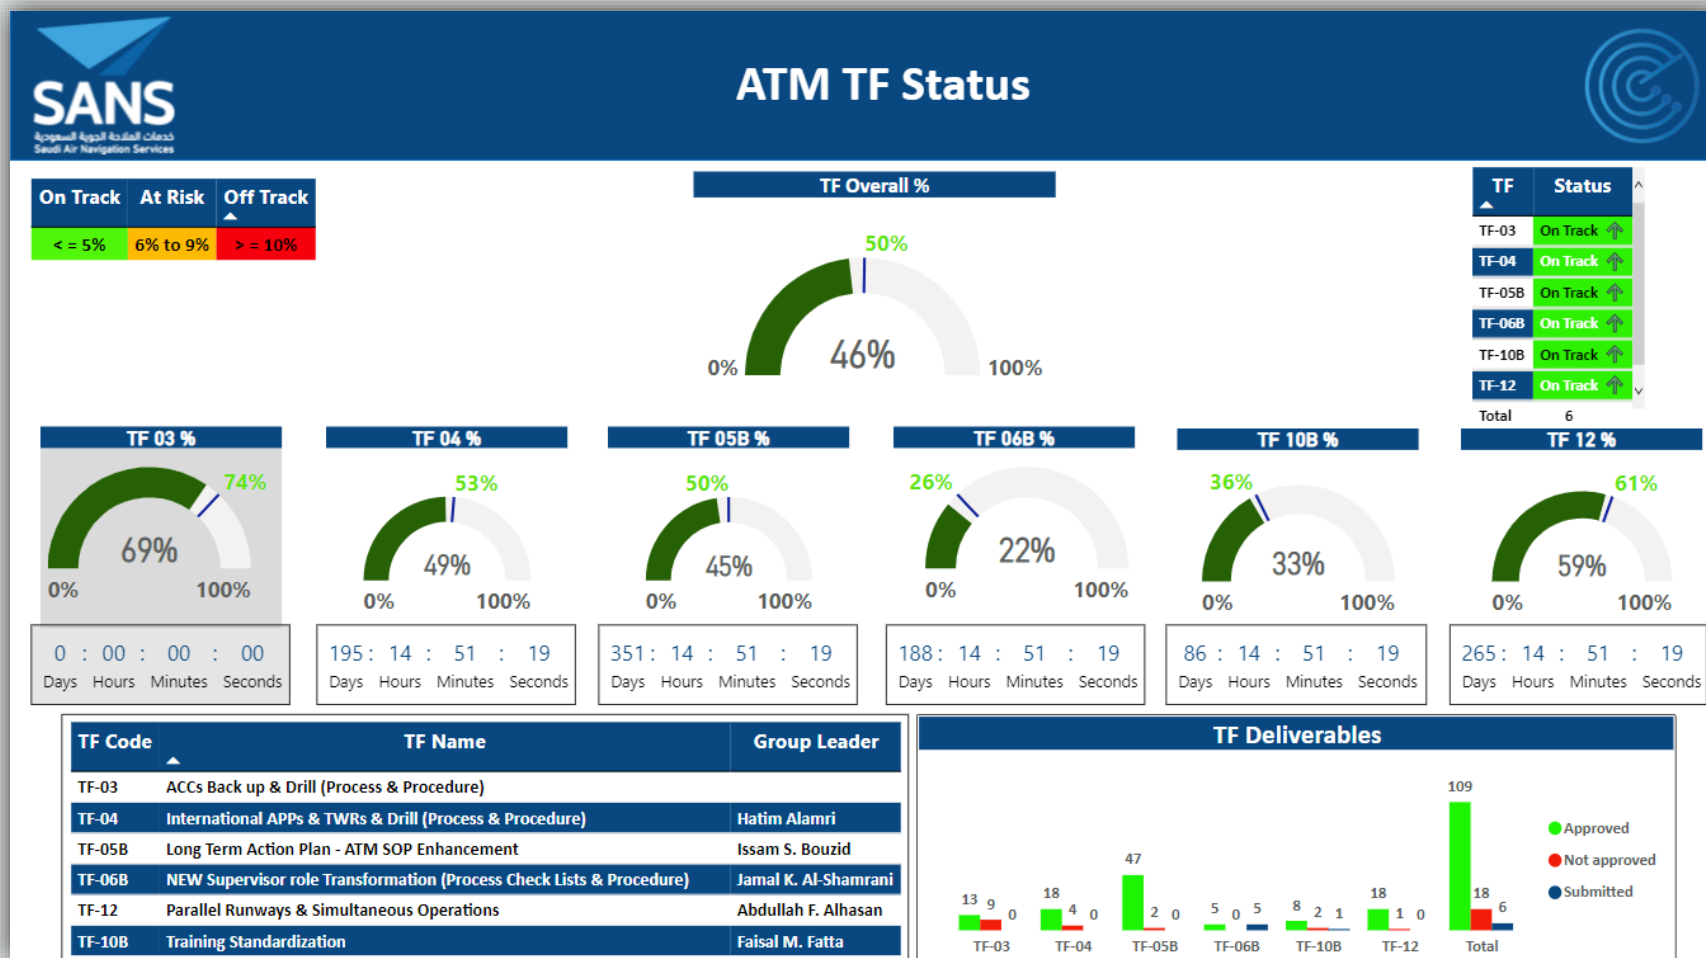 SANS
خدمات الملاحة الجوية السعودية
Saudi Air Navigation Services
ATM TF Status
On Track At Risk Off Track
< = 5% 6% to 9% > = 10%
TF Overall %
50%
46%
0% 100%
TF Status
TF-03 On Track
TF-04 On Track
TF-05B On Track
TF-06B On Track
TF-10B On Track
TF-12 On Track
Total 6
TF 03 %
74%
69%
0% 100%
0 : 00 : 00 : 00
Days Hours Minutes Seconds
TF 04 %
53%
49%
0% 100%
195 : 14 : 51 : 19
Days Hours Minutes Seconds
TF 05B %
50%
45%
0% 100%
351 : 14 : 51 : 19
Days Hours Minutes Seconds
TF 06B %
26%
22%
0% 100%
188 : 14 : 51 : 19
Days Hours Minutes Seconds
TF 10B %
36%
33%
0% 100%
86 : 14 : 51 : 19
Days Hours Minutes Seconds
TF 12 %
61%
59%
0% 100%
265 : 14 : 51 : 19
Days Hours Minutes Seconds
TF Code TF Name Group Leader
TF-03 ACCs Back up & Drill (Process & Procedure)
TF-04 International APPs & TWRs & Drill (Process & Procedure) Hatim Alamri
TF-05B Long Term Action Plan - ATM SOP Enhancement Issam S. Bouzid
TF-06B NEW Supervisor role Transformation (Process Check Lists & Procedure) Jamal K. Al-Shamrani
TF-12 Parallel Runways & Simultaneous Operations Abdullah F. Alhasan
TF-10B Training Standardization Faisal M. Fatta
TF Deliverables
13 9 0 18 4 0 47 2 0 5 0 5 8 2 1 18 1 0 109 18 6
TF-03 TF-04 TF-05B TF-06B TF-10B TF-12 Total
Approved
Not approved
Submitted